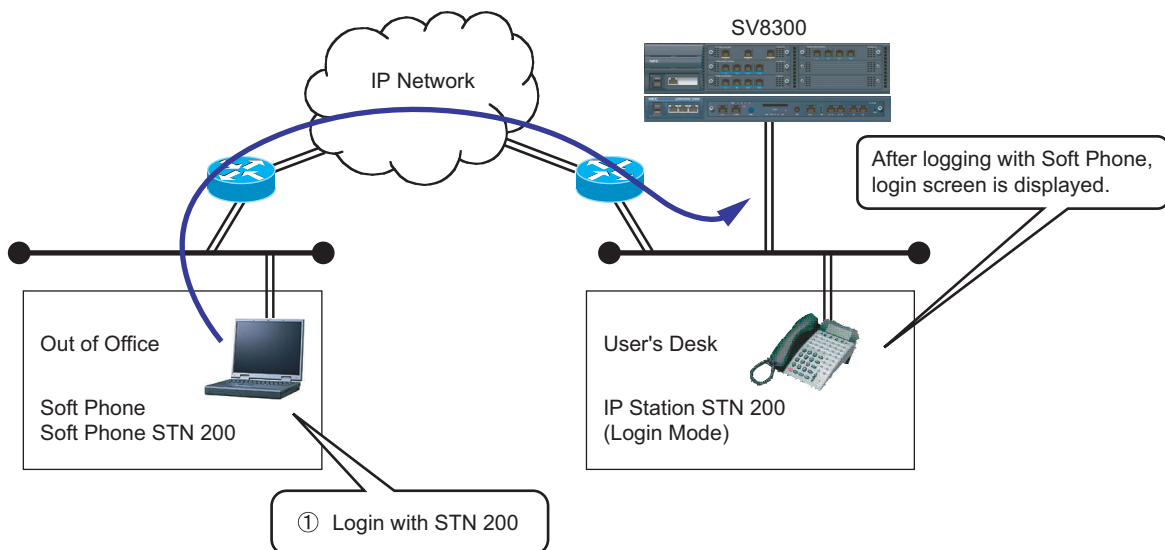 SV8300
IP Network
After logging with Soft Phone,
login screen is displayed.
Out of Office
Soft Phone
Soft Phone STN 200
User's Desk
IP Station STN 200
(Login Mode)
① Login with STN 200